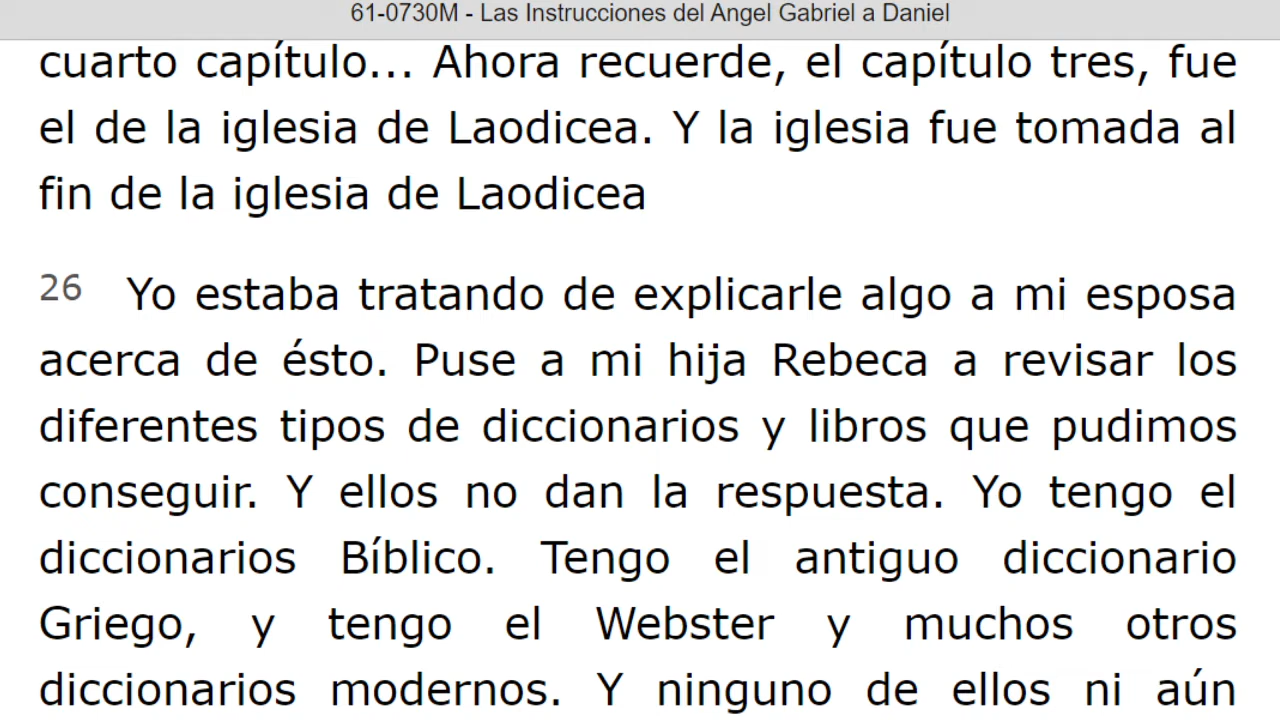 61-0730M - Las Instrucciones del Angel Gabriel a Daniel
cuarto capítulo... Ahora recuerde, el capítulo tres, fue
el de la iglesia de Laodicea. Y la iglesia fue tomada al
fin de la iglesia de Laodicea
26 Yo estaba tratando de explicarle algo a mi esposa
acerca de ésto. Puse a mi hija Rebeca a revisar los
diferentes tipos de diccionarios y libros que pudimos
conseguir. Y ellos no dan la respuesta. Yo tengo el
diccionarios Bíblico. Tengo el antiguo diccionario
Griego, y tengo el Webster y muchos otros
diccionarios modernos. Y ninguno de ellos ni aún